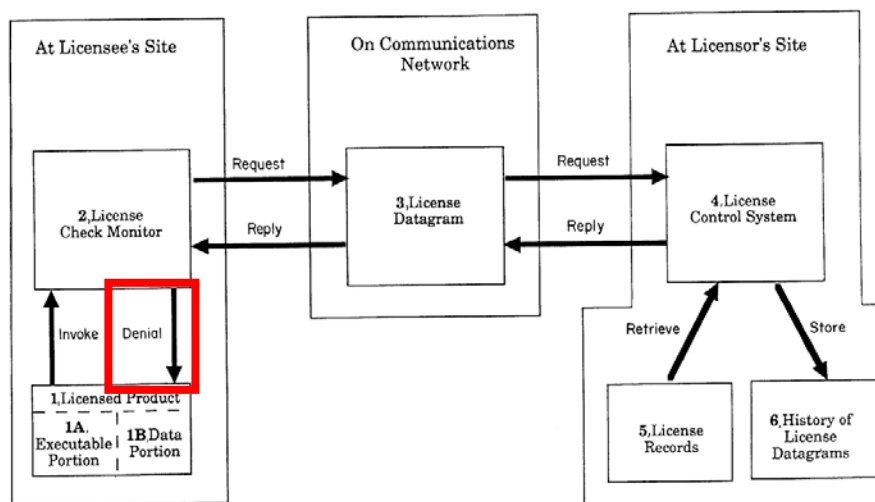 At Licensee's Site
On Communications
Network
At Licensor's Site
Request
Request
2,License
Check Monitor
3,License
Datagram
4.License
Control System
Reply
Reply
Invoke
Denial
Retrieve
Store
1,Licensed Product
1A.
Executable
Portion
1B,Data
Portion
5,License
Records
6,History of
License
Datagrams